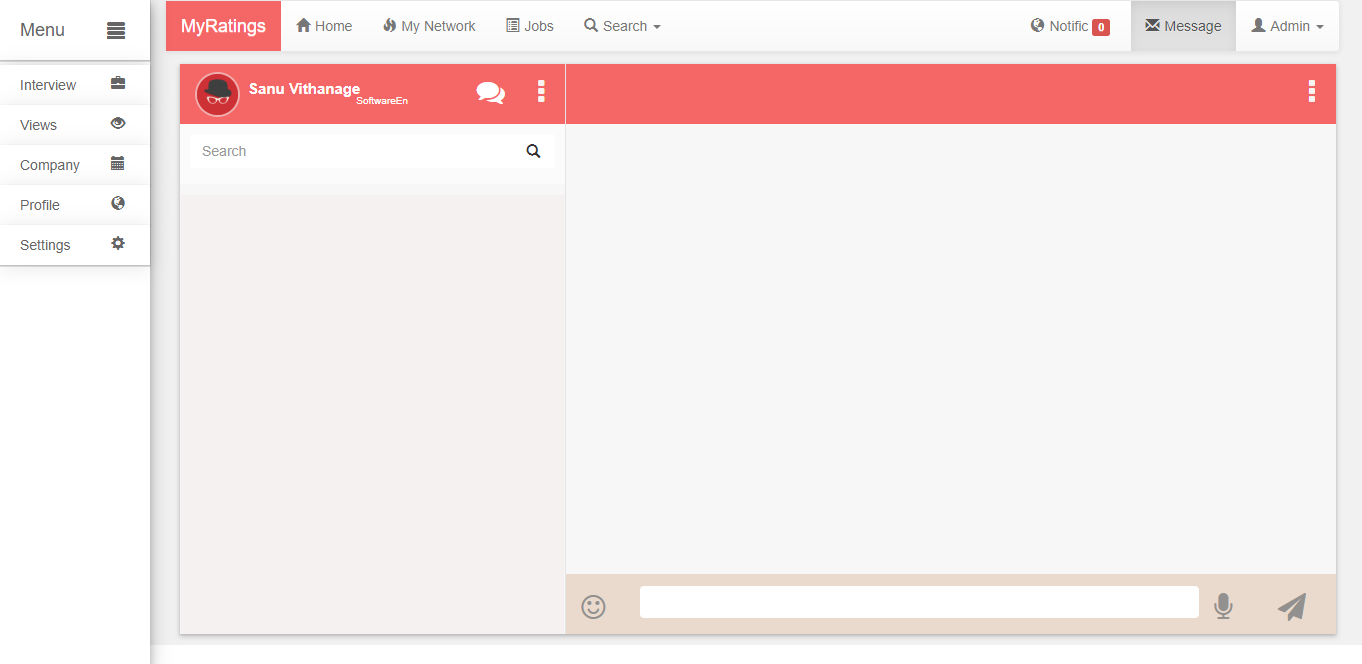 Menu
MyRatings Home My Network Jobs Search Notific 0 Message Admin
Interview
Views
Company
Profile
Settings
Sanu Vithanage
SoftwareEn
Search